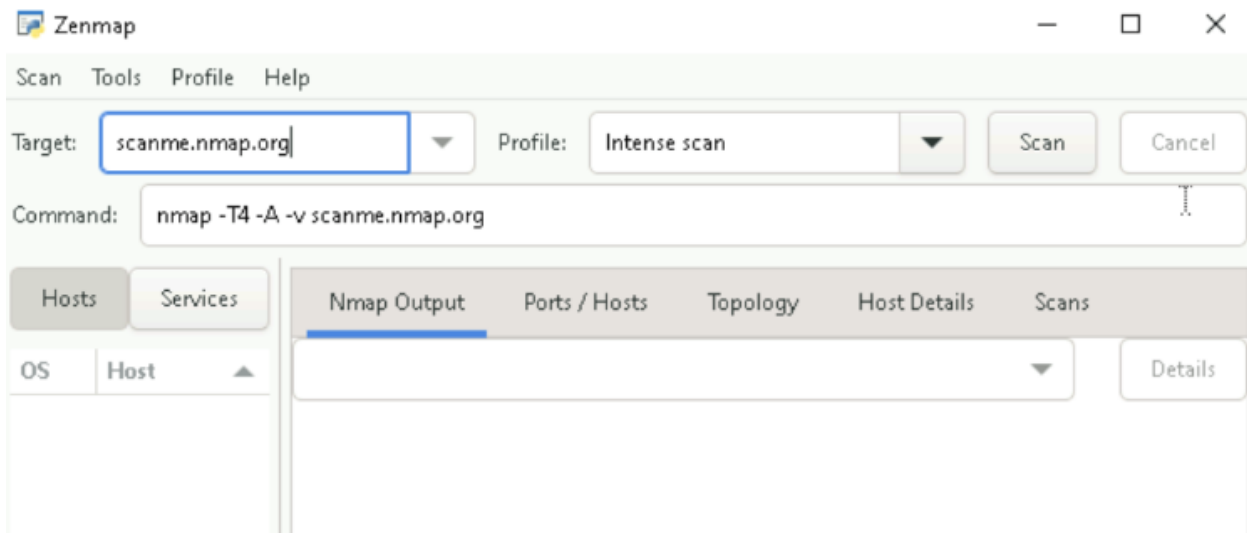 Zenmap
Scan Tools Profile Help
Target: scanme.nmap.org Profile: Intense scan Scan Cancel
Command: nmap -T4 -A -v scanme.nmap.org
Hosts Services Nmap Output Ports / Hosts Topology Host Details Scans
OS Host Details